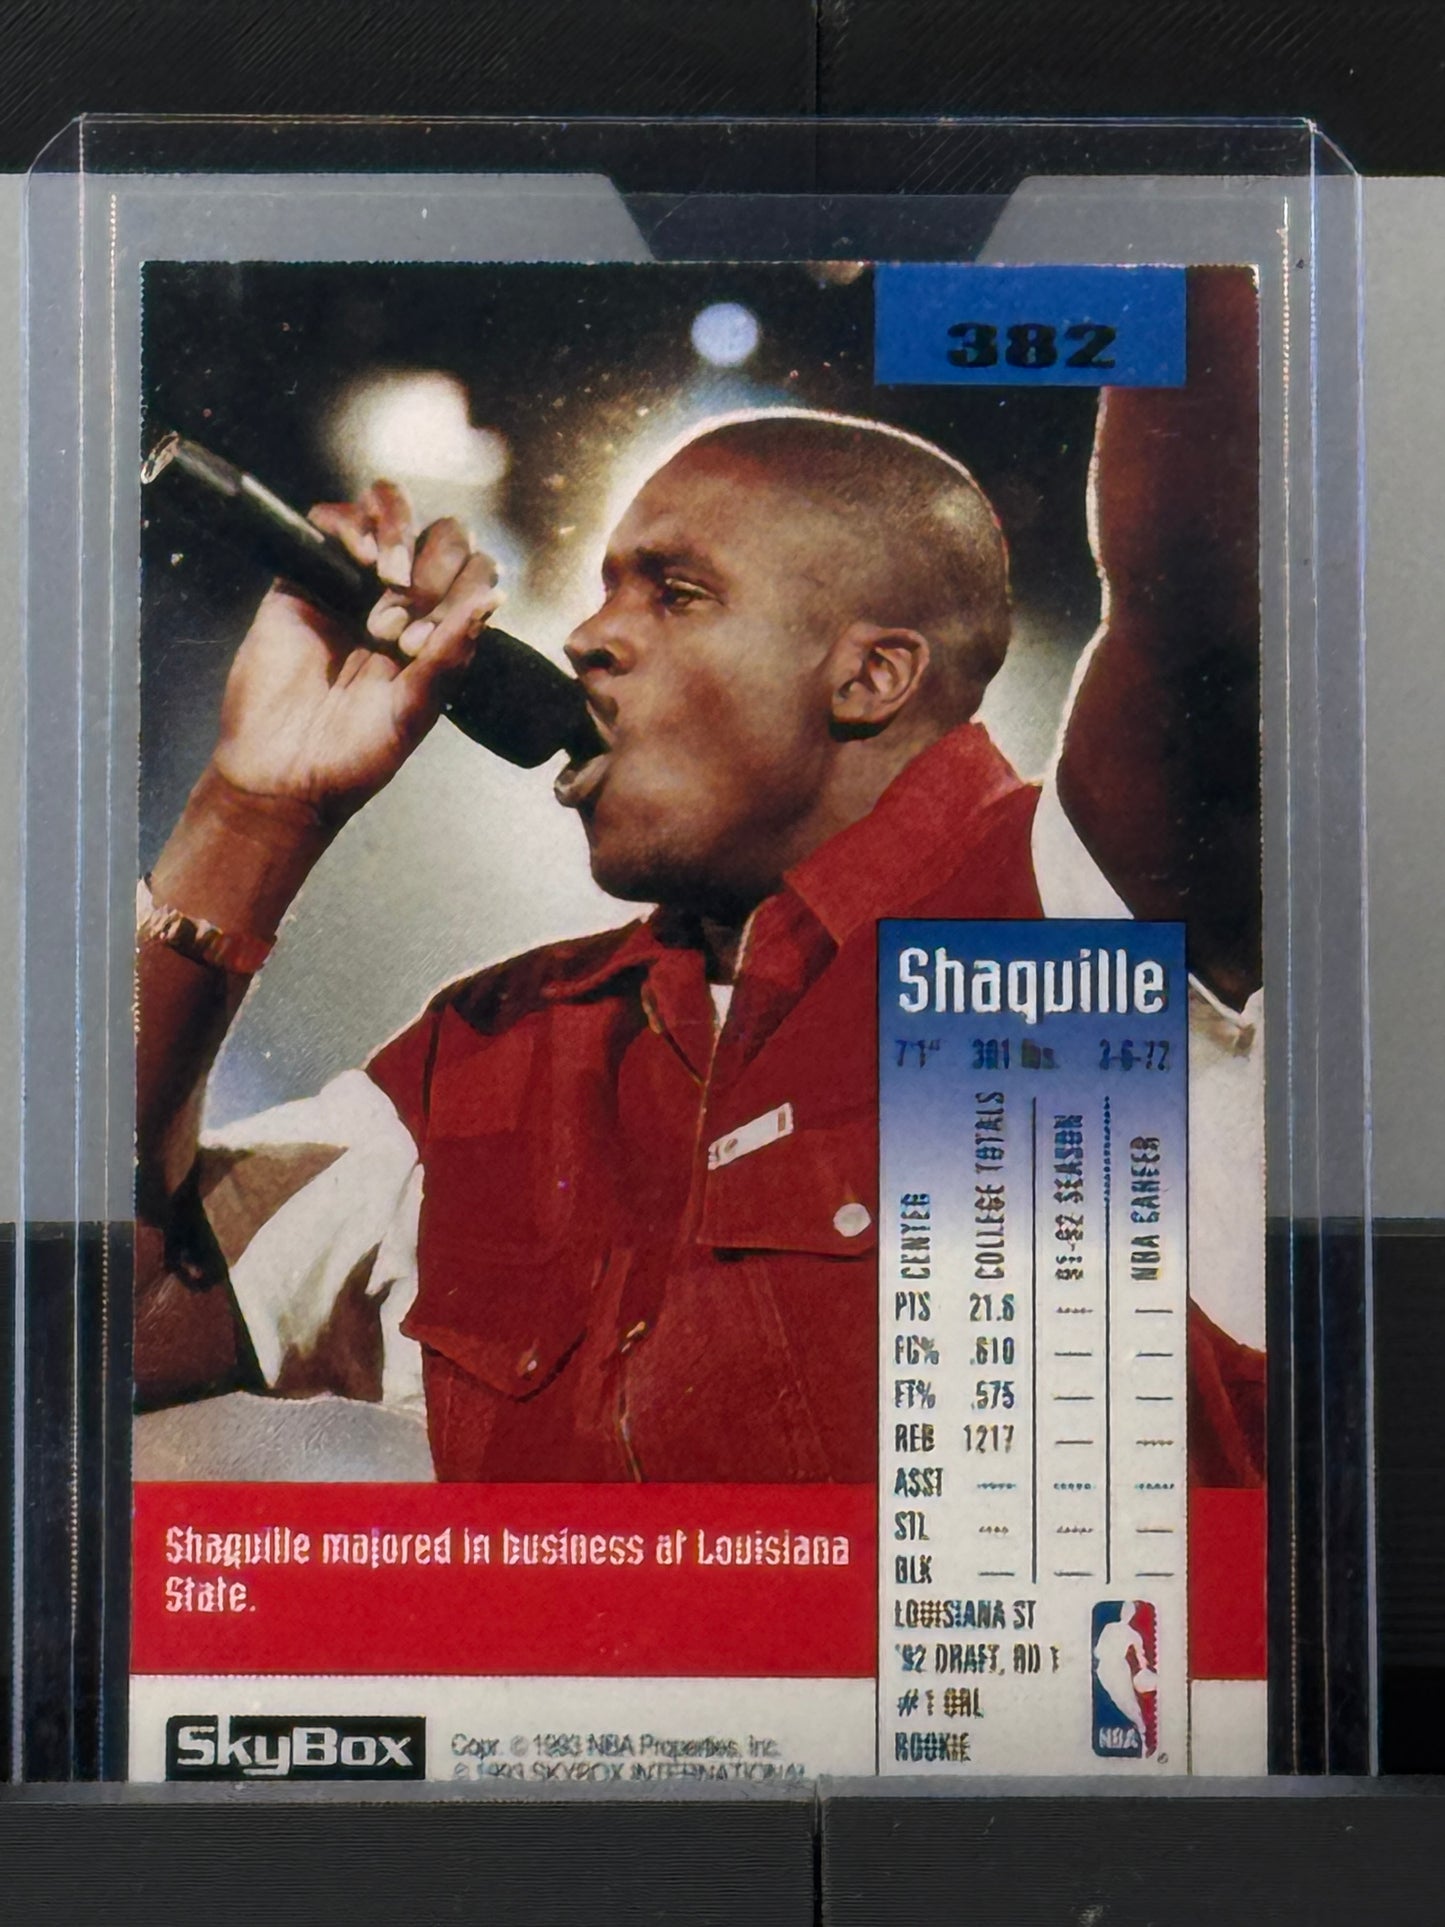 382
Shaquille
7'1" 301 lbs. 3-6-72
CENTER
COLLEGE TOTALS
91-92 SEASON
NBA CAREER
PTS 21.6 ---- ----
FG% .610 ---- ----
FT% .575 ---- ----
REB 1217 ---- ----
ASST ---- ---- ----
STL ---- ---- ----
BLK ---- ---- ----
LOUISIANA ST
'92 DRAFT, RD 1
#1 ORL
ROOKIE
NBA
Shaquille majored in business at Louisiana
State.
SkyBox
Copr. © 1993 NBA Properties, Inc.
SKYBOX INTERNATIONAL